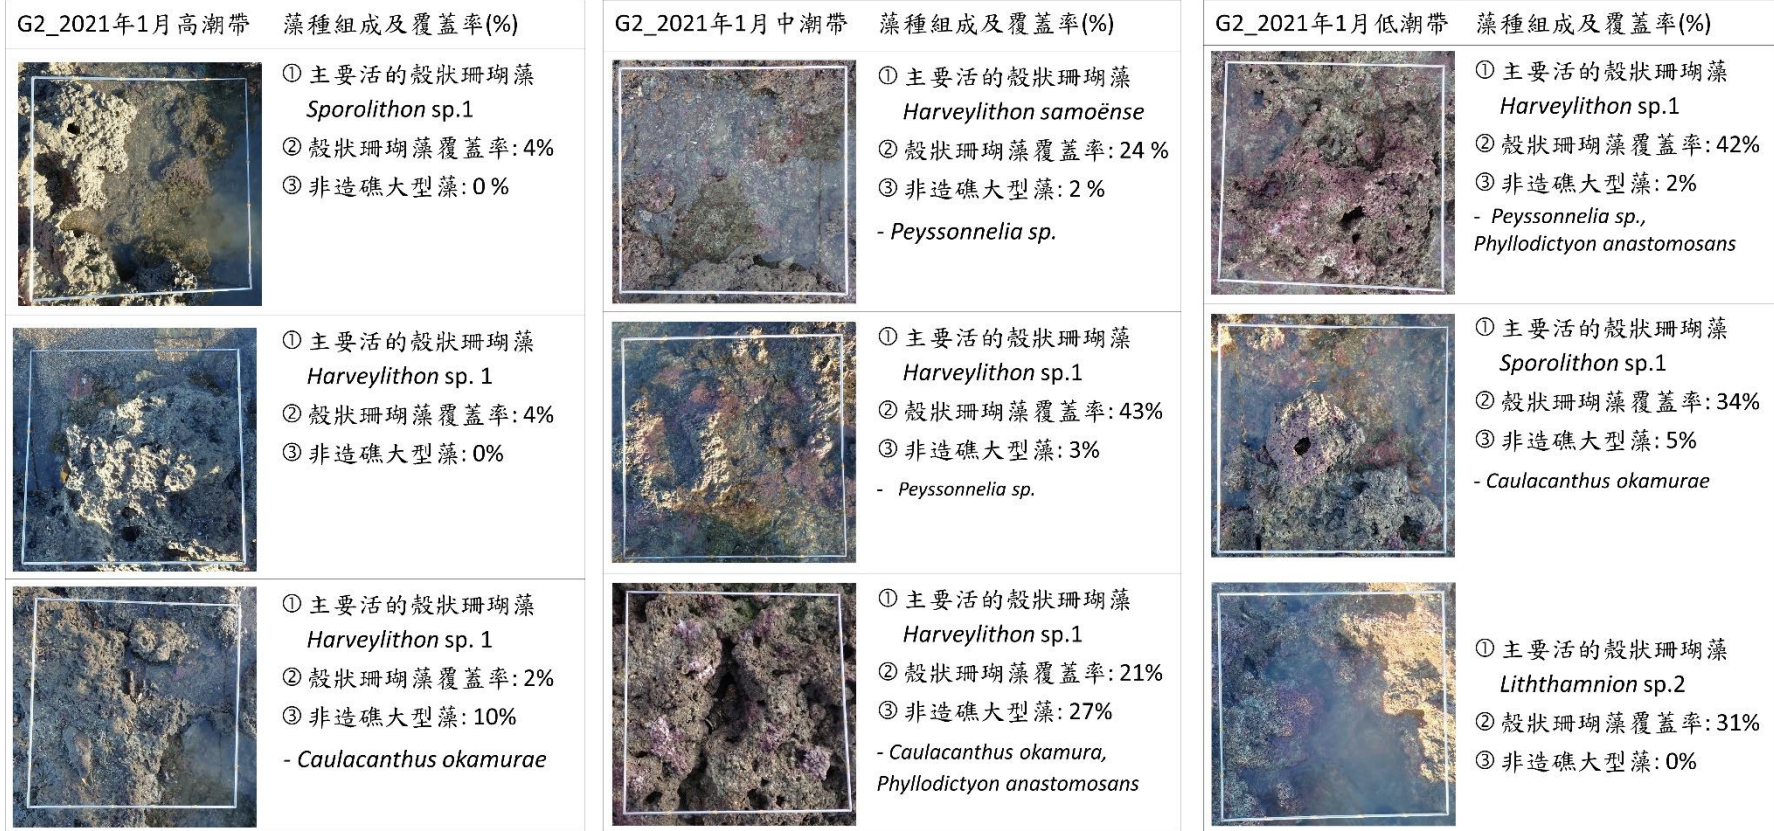 G2_2021年1月高潮帶 藻種組成及覆蓋率(%)
① 主要活的殼狀珊瑚藻
Sporolithon sp.1
② 殼狀珊瑚藻覆蓋率: 4%
③ 非造礁大型藻: 0 %
① 主要活的殼狀珊瑚藻
Harveylithon sp. 1
② 殼狀珊瑚藻覆蓋率: 4%
③ 非造礁大型藻: 0%
① 主要活的殼狀珊瑚藻
Harveylithon sp. 1
② 殼狀珊瑚藻覆蓋率: 2%
③ 非造礁大型藻: 10%
- Caulacanthus okamurae
G2_2021年1月中潮帶 藻種組成及覆蓋率(%)
① 主要活的殼狀珊瑚藻
Harveylithon samoënse
② 殼狀珊瑚藻覆蓋率: 24 %
③ 非造礁大型藻: 2 %
- Peyssonnelia sp.
① 主要活的殼狀珊瑚藻
Harveylithon sp.1
② 殼狀珊瑚藻覆蓋率: 43%
③ 非造礁大型藻: 3%
- Peyssonnelia sp.
① 主要活的殼狀珊瑚藻
Harveylithon sp.1
② 殼狀珊瑚藻覆蓋率: 21%
③ 非造礁大型藻: 27%
- Caulacanthus okamura,
Phyllodictyon anastomosans
G2_2021年1月低潮帶 藻種組成及覆蓋率(%)
① 主要活的殼狀珊瑚藻
Harveylithon sp.1
② 殼狀珊瑚藻覆蓋率: 42%
③ 非造礁大型藻: 2%
- Peyssonnelia sp.,
Phyllodictyon anastomosans
① 主要活的殼狀珊瑚藻
Sporolithon sp.1
② 殼狀珊瑚藻覆蓋率: 34%
③ 非造礁大型藻: 5%
- Caulacanthus okamurae
① 主要活的殼狀珊瑚藻
Liththamnion sp.2
② 殼狀珊瑚藻覆蓋率: 31%
③ 非造礁大型藻: 0%